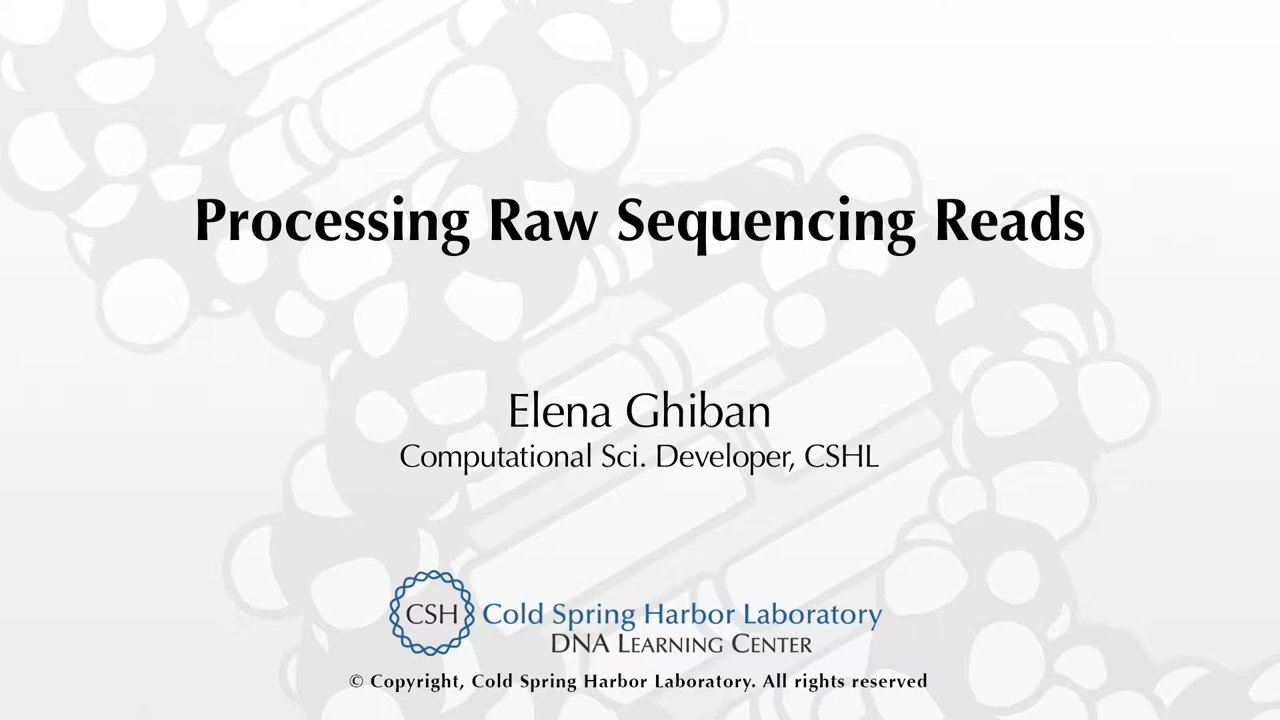 Processing Raw Sequencing Reads
Elena Ghiban
Computational Sci. Developer, CSHL
CSH Cold Spring Harbor Laboratory
DNA LEARNING CENTER
© Copyright, Cold Spring Harbor Laboratory. All rights reserved